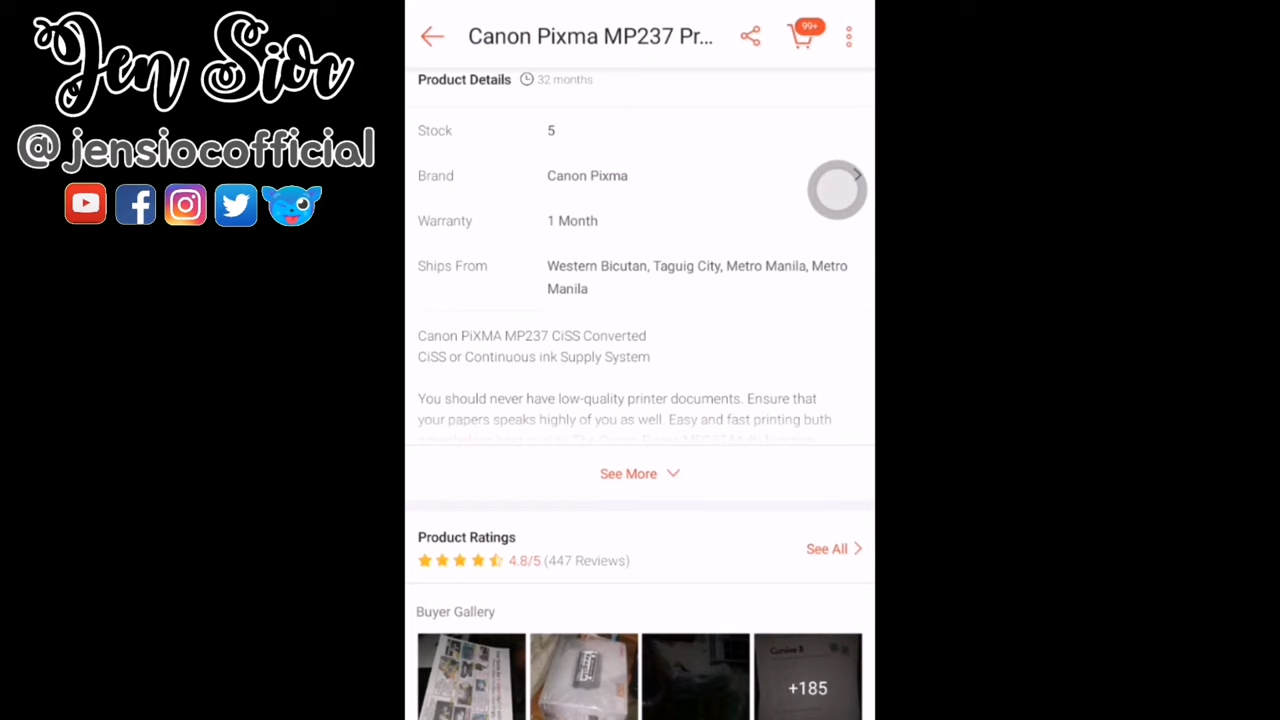 Jen Sioc
@jensiocofficial
Canon Pixma MP237 Pr...
99+
Product Details 32 months
Stock 5
Brand Canon Pixma
Warranty 1 Month
Ships From Western Bicutan, Taguig City, Metro Manila, Metro
Manila
Canon PiXMA MP237 CiSS Converted
CiSS or Continuous ink Supply System
You should never have low-quality printer documents. Ensure that
your papers speaks highly of you as well. Easy and fast printing buth
See More
Product Ratings
4.8/5 (447 Reviews)
See All
Buyer Gallery
Cursive
+185